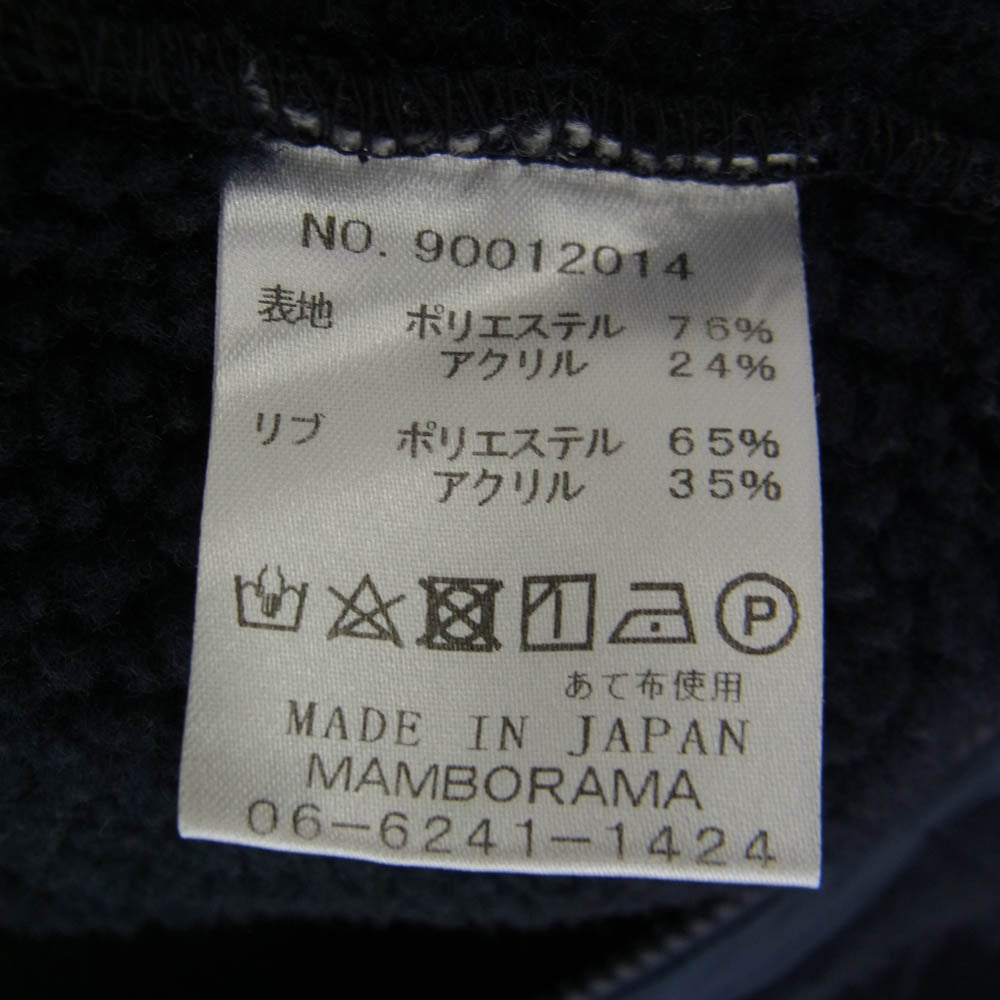 NO. 90012014
表地 ポリエステル 76%
アクリル 24%
リブ ポリエステル 65%
アクリル 35%
P
あて布使用
MADE IN JAPAN
MAMBORAMA
06-6241-1424